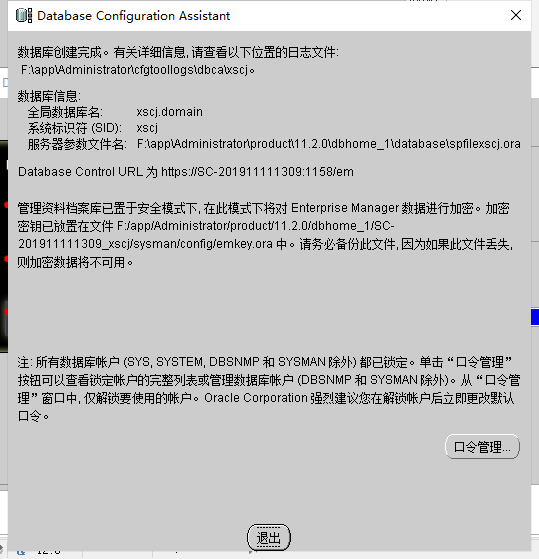 Database Configuration Assistant
数据库创建完成。有关详细信息, 请查看以下位置的日志文件:
F:\app\Administrator\cfgtoollogs\dbca\xscj。
数据库信息:
全局数据库名: xscj.domain
系统标识符 (SID): xscj
服务器参数文件名: F:\app\Administrator\product\11.2.0\dbhome_1\database\spfilexscj.ora
Database Control URL 为 https://SC-201911111309:1158/em
管理资料档案库已置于安全模式下, 在此模式下将对 Enterprise Manager 数据进行加密。加密
密钥已放置在文件 F:/app/Administrator/product/11.2.0/dbhome_1/SC-
201911111309_xscj/sysman/config/emkey.ora 中。请务必备份此文件, 因为如果此文件丢失,
则加密数据将不可用。
注: 所有数据库帐户 (SYS, SYSTEM, DBSNMP 和 SYSMAN 除外) 都已锁定。单击“口令管理”
按钮可以查看锁定帐户的完整列表或管理数据库帐户 (DBSNMP 和 SYSMAN 除外)。从“口令管
理”窗口中, 仅解锁要使用的帐户。Oracle Corporation 强烈建议您在解锁帐户后立即更改默认
口令。
口令管理...
退出